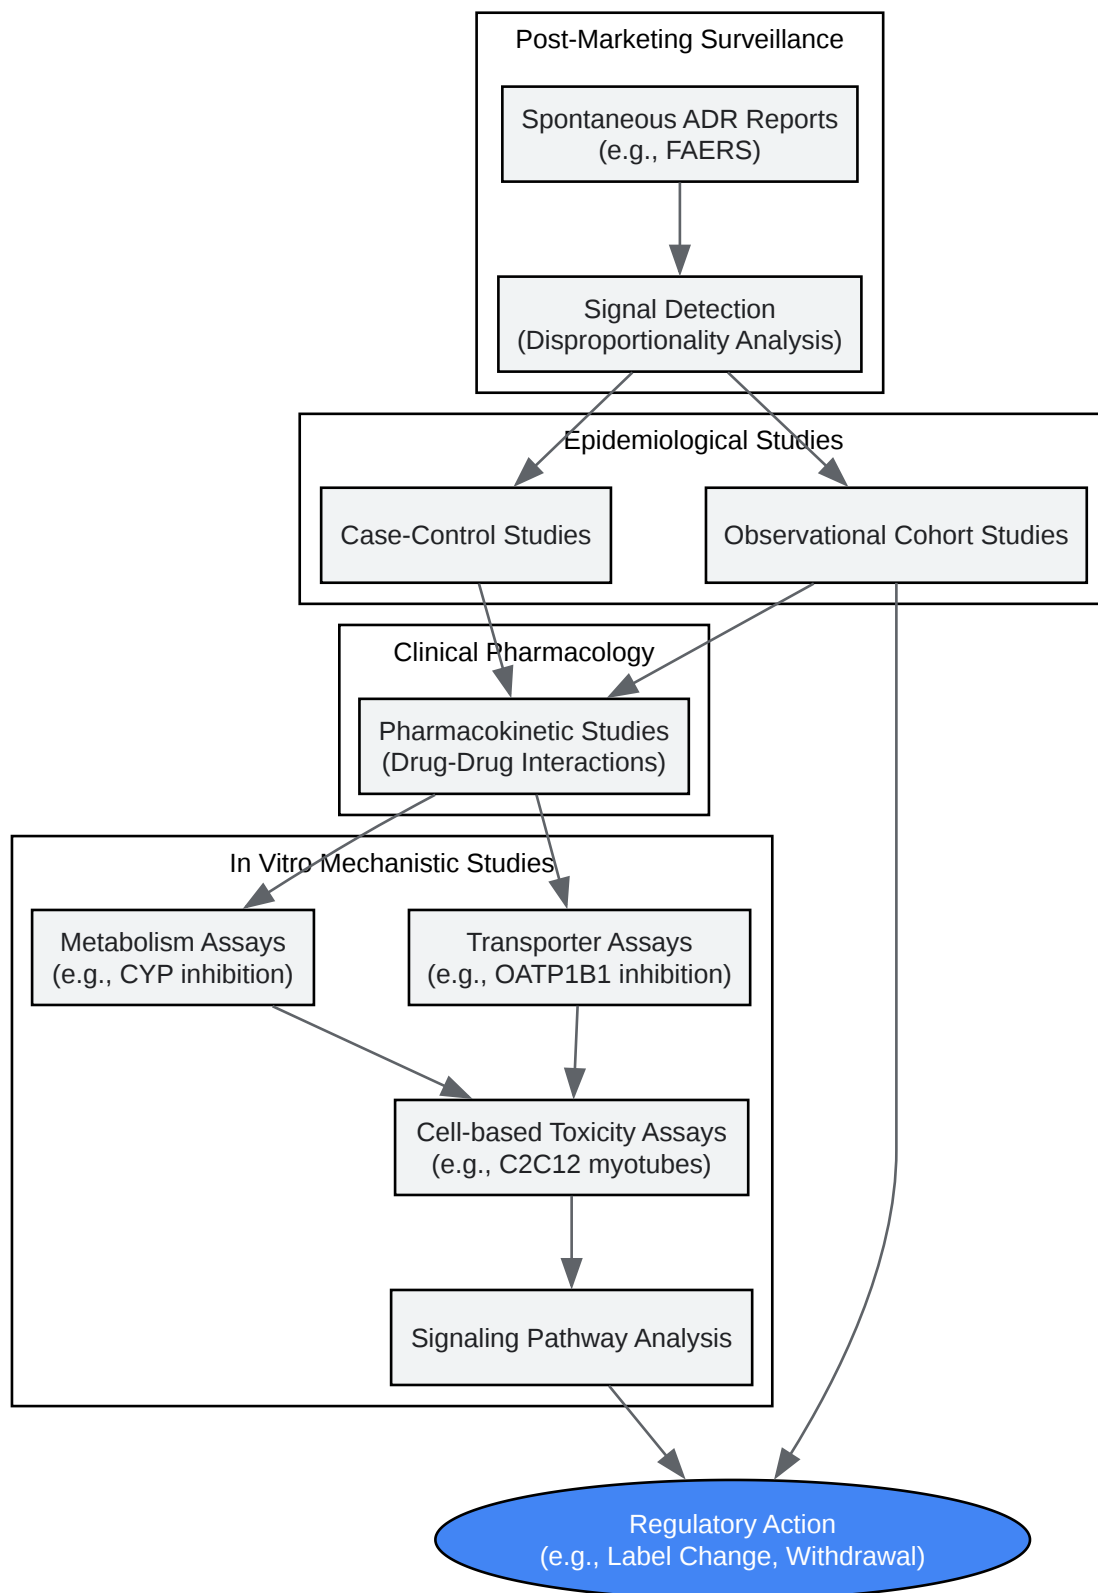 Post-Marketing Surveillance
Spontaneous ADR Reports
(e.g., FAERS)
Signal Detection
(Disproportionality Analysis)
Epidemiological Studies
Case-Control Studies
Observational Cohort Studies
Clinical Pharmacology
Pharmacokinetic Studies
(Drug-Drug Interactions)
In Vitro Mechanistic Studies
Metabolism Assays
(e.g., CYP inhibition)
Transporter Assays
(e.g., OATP1B1 inhibition)
Cell-based Toxicity Assays
(e.g., C2C12 myotubes)
Signaling Pathway Analysis
Regulatory Action
(e.g., Label Change, Withdrawal)